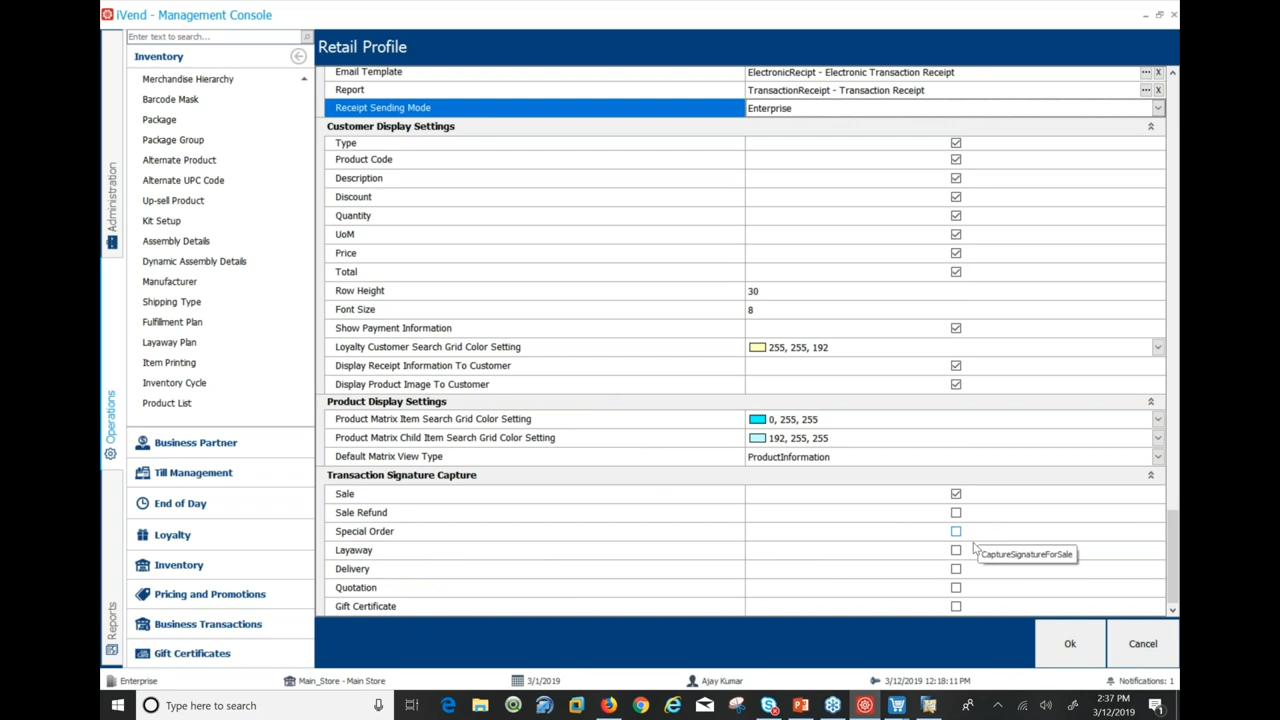 iVend - Management Console
Enter text to search...
Inventory
Merchandise Hierarchy
Barcode Mask
Package
Package Group
Alternate Product
Alternate UPC Code
Up-sell Product
Kit Setup
Assembly Details
Dynamic Assembly Details
Manufacturer
Shipping Type
Fulfillment Plan
Layaway Plan
Item Printing
Inventory Cycle
Product List
Business Partner
Till Management
End of Day
Loyalty
Inventory
Pricing and Promotions
Business Transactions
Gift Certificates
Administration
Operations
Reports
Retail Profile
Email Template ElectronicRecipt - Electronic Transaction Receipt ... X
Report TransactionReceipt - Transaction Receipt ... X
Receipt Sending Mode Enterprise
Customer Display Settings
Type
Product Code
Description
Discount
Quantity
UoM
Price
Total
Row Height 30
Font Size 8
Show Payment Information
Loyalty Customer Search Grid Color Setting 255, 255, 192
Display Receipt Information To Customer
Display Product Image To Customer
Product Display Settings
Product Matrix Item Search Grid Color Setting 0, 255, 255
Product Matrix Child Item Search Grid Color Setting 192, 255, 255
Default Matrix View Type ProductInformation
Transaction Signature Capture
Sale
Sale Refund
Special Order
Layaway
CaptureSignatureForSale
Delivery
Quotation
Gift Certificate
Ok Cancel
Enterprise Main_Store - Main Store 3/1/2019 Ajay Kumar 3/12/2019 12:18:11 PM Notifications: 1
Type here to search
2:37 PM
3/12/2019
1